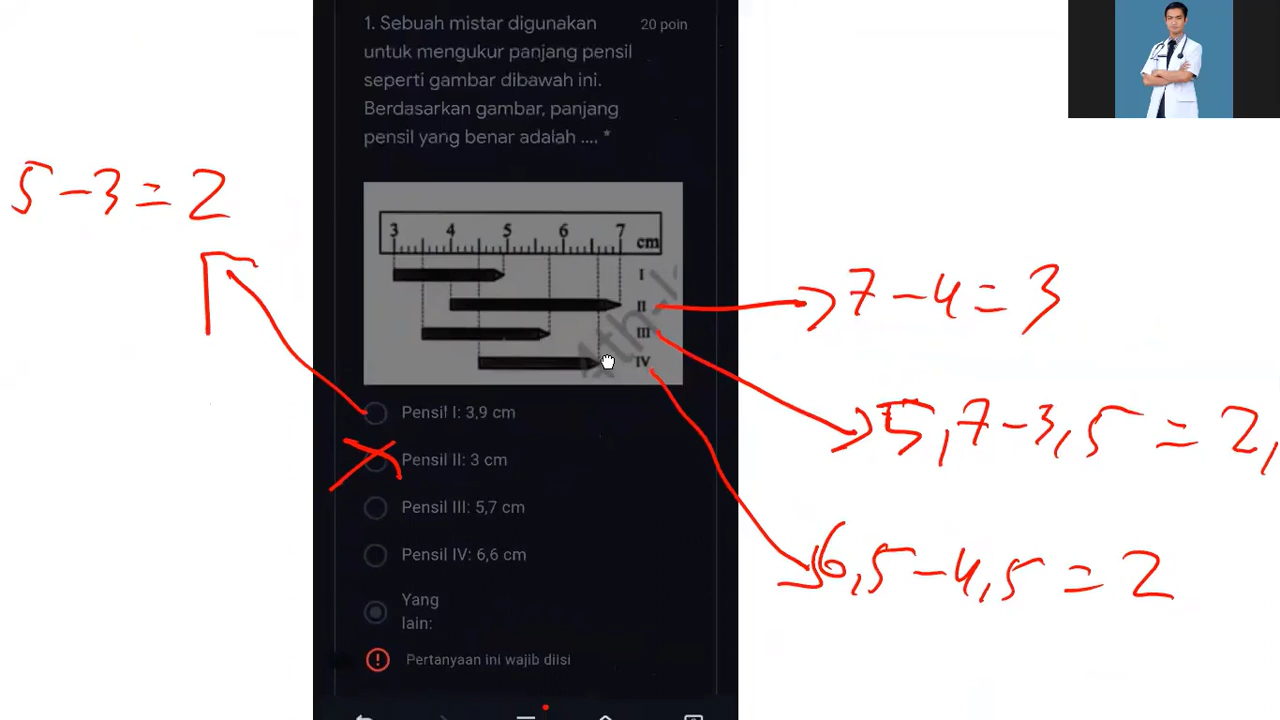 1. Sebuah mistar digunakan 20 poin
untuk mengukur panjang pensil
seperti gambar dibawah ini.
Berdasarkan gambar, panjang
pensil yang benar adalah .... *
3 4 5 6 7 cm
I
II
III
IV
Pensil I: 3,9 cm
Pensil II: 3 cm
Pensil III: 5,7 cm
Pensil IV: 6,6 cm
Yang
lain:
Pertanyaan ini wajib diisi
5-3=2
7-4=3
5,7-3,5=2,
6,5-4,5=2